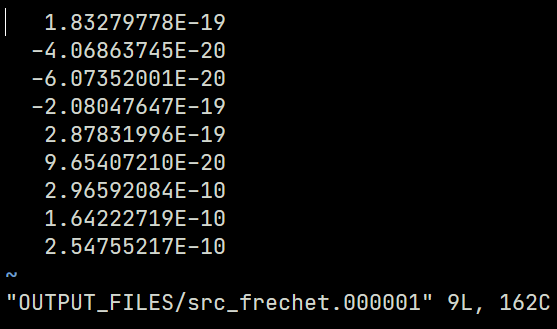 1.83279778E-19
-4.06863745E-20
-6.07352001E-20
-2.08047647E-19
2.87831996E-19
9.65407210E-20
2.96592084E-10
1.64222719E-10
2.54755217E-10
~
"OUTPUT_FILES/src_frechet.000001" 9L, 162C